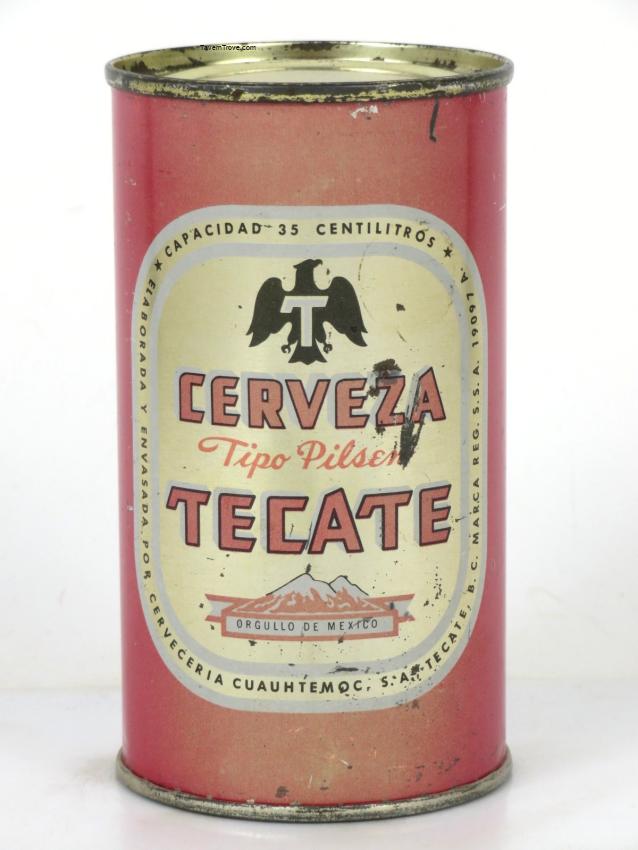 TavernTrove.com
★ CAPACIDAD 35 CENTILITROS ★
T
CERVEZA
Tipo Pilsen
TECATE
ORGULLO DE MEXICO
ELABORADA Y ENVASADA POR CERVECERIA CUAUHTEMOC, S.A. TECATE, B.C. MARCA REG. S.S.A. 19097 A.